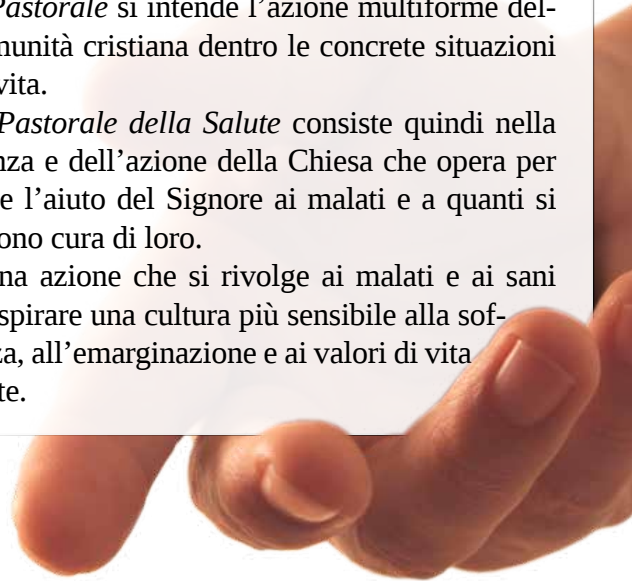 Pastorale si intende l’azione multiforme del-
munità cristiana dentro le concrete situazioni
vita.
Pastorale della Salute consiste quindi nella
nza e dell’azione della Chiesa che opera per
e l’aiuto del Signore ai malati e a quanti si
ono cura di loro.
na azione che si rivolge ai malati e ai sani
spirare una cultura più sensibile alla sof-
za, all’emarginazione e ai valori di vita
te.